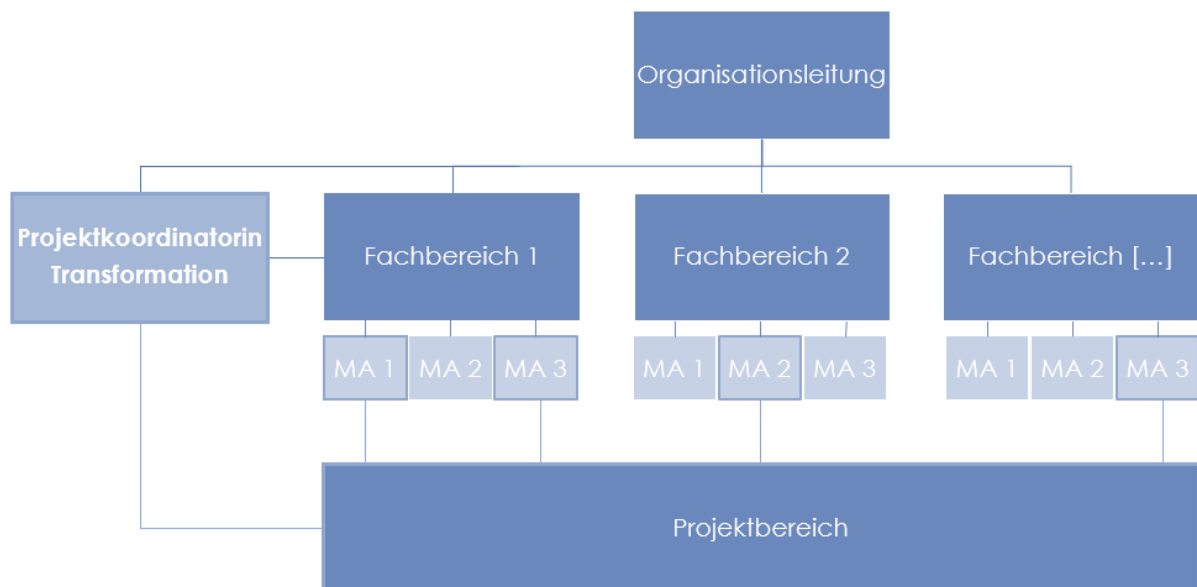 Organisationsleitung
Projektkoordinatorin
Transformation
Fachbereich 1
Fachbereich 2
Fachbereich [...]
MA 1
MA 2
MA 3
MA 1
MA 2
MA 3
MA 1
MA 2
MA 3
Projektbereich